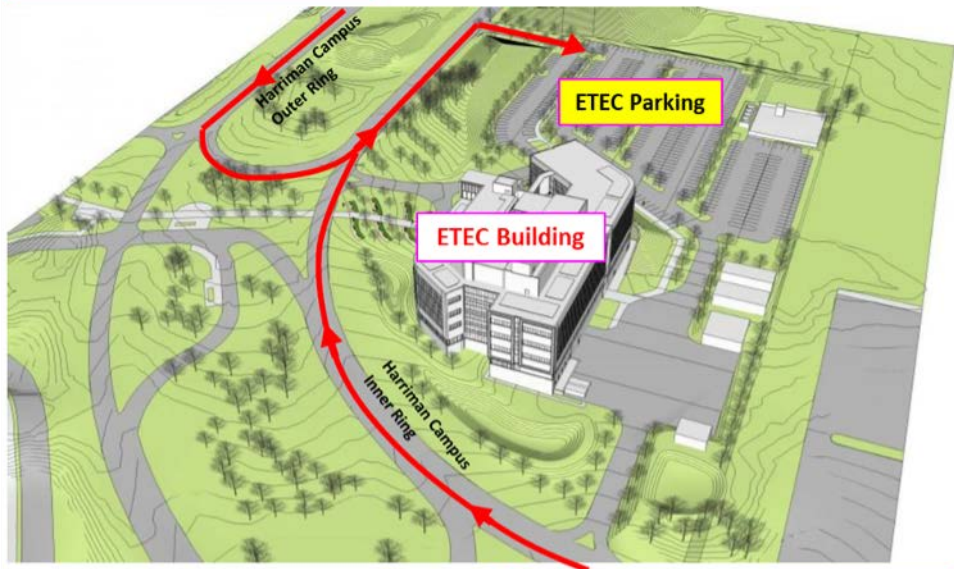 Harriman Campus
Outer Ring
ETEC Parking
ETEC Building
Harriman Campus
Inner Ring